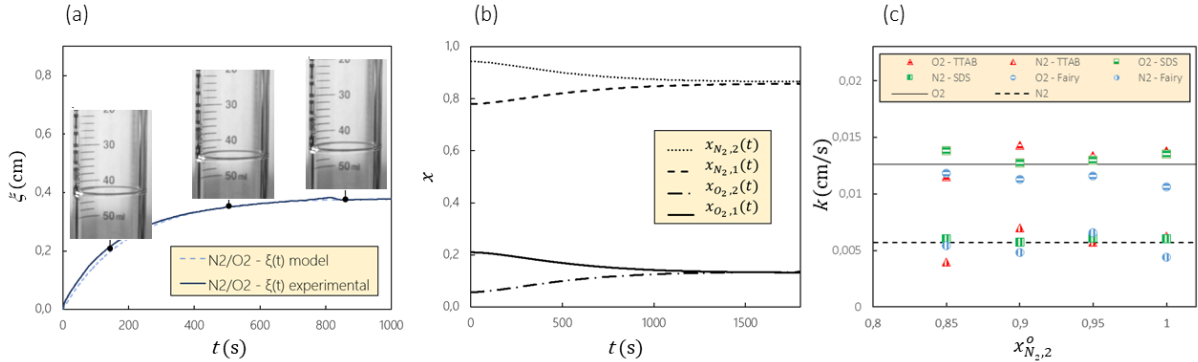 (a)
ξ (cm)
0,8
0,6
0,4
0,2
0,0
0
200
400
600
800
1000
t (s)
30
40
50 ml
30
40
50 ml
30
40
50 ml
N2/O2 - ξ(t) model
N2/O2 - ξ(t) experimental
(b)
x
1,0
0,8
0,6
0,4
0,2
0,0
0
500
1000
1500
t (s)
x_{N₂,2}(t)
x_{N₂,1}(t)
x_{O₂,2}(t)
x_{O₂,1}(t)
(c)
k (cm/s)
0,02
0,015
0,01
0,005
0
0,8
0,85
0,9
0,95
1
x^o_{N₂,2}
O2 - TTAB
N2 - TTAB
O2 - SDS
N2 - SDS
O2 - Fairy
N2 - Fairy
O2
N2